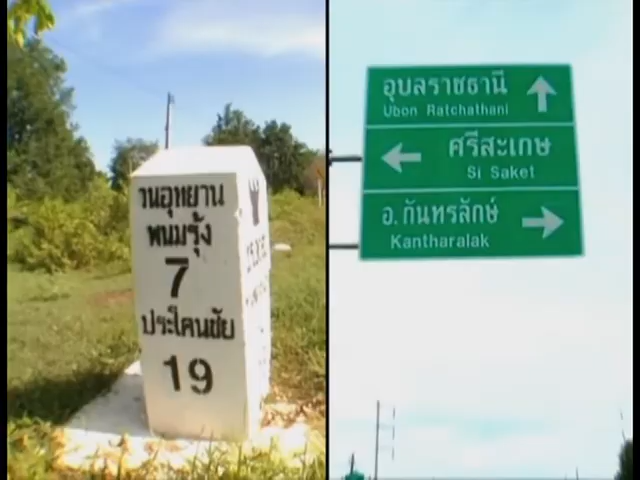 วนอุทยาน
พนมรุ้ง
7
ประโคนชัย
19
อุบลราชธานี
Ubon Ratchathani
ศรีสะเกษ
Si Saket
อ. กันทรลักษ์
Kantharalak